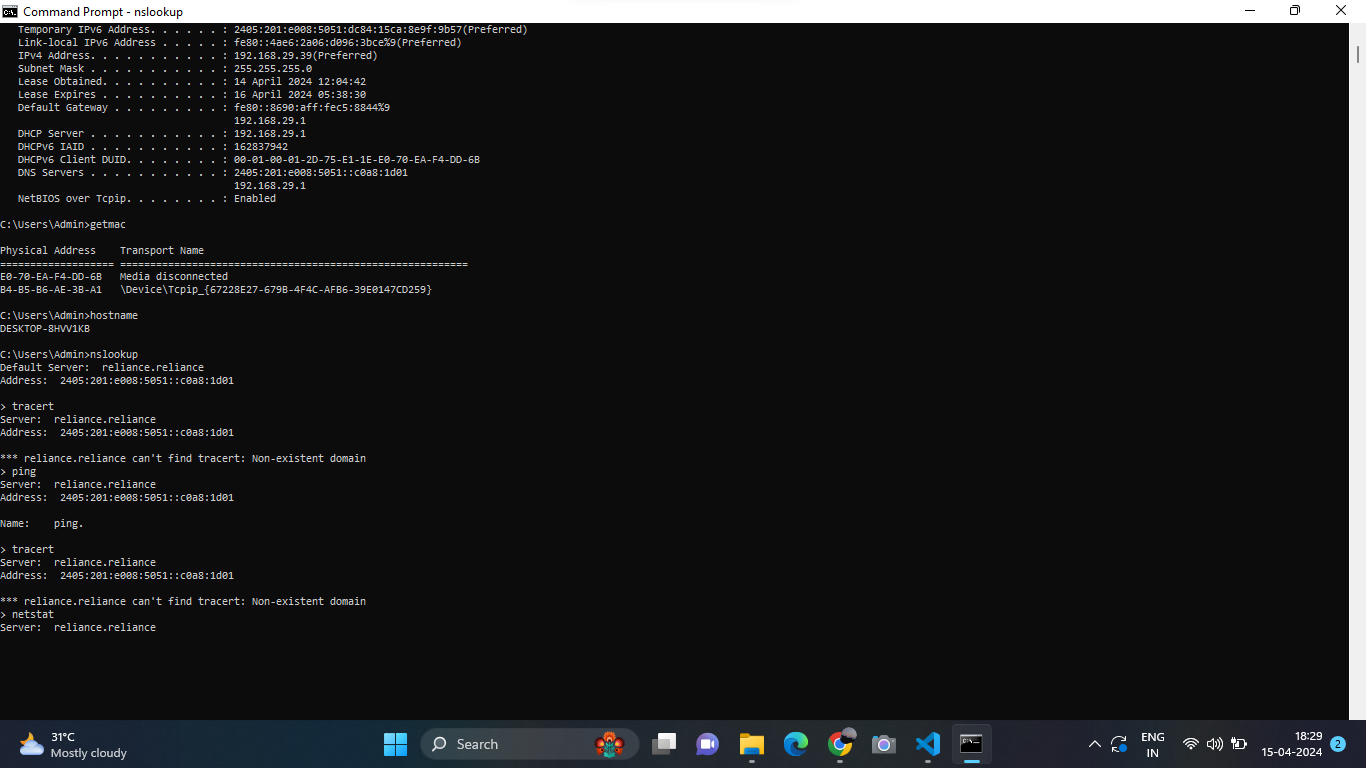 Command Prompt - nslookup
Temporary IPv6 Address. . . . . . : 2405:201:e008:5051:dc84:15ca:8e9f:9b57(Preferred)
Link-local IPv6 Address . . . . . : fe80::4ae6:2a06:d096:3bce%9(Preferred)
IPv4 Address. . . . . . . . . . . : 192.168.29.39(Preferred)
Subnet Mask . . . . . . . . . . . : 255.255.255.0
Lease Obtained. . . . . . . . . . : 14 April 2024 12:04:42
Lease Expires . . . . . . . . . . : 16 April 2024 05:38:30
Default Gateway . . . . . . . . . : fe80::8690:aff:fec5:8844%9
192.168.29.1
DHCP Server . . . . . . . . . . . : 192.168.29.1
DHCPv6 IAID . . . . . . . . . . . : 162837942
DHCPv6 Client DUID. . . . . . . . : 00-01-00-01-2D-75-E1-1E-E0-70-EA-F4-DD-6B
DNS Servers . . . . . . . . . . . : 2405:201:e008:5051::c0a8:1d01
192.168.29.1
NetBIOS over Tcpip. . . . . . . . : Enabled
C:\Users\Admin>getmac
Physical Address    Transport Name
=================== ==========================================================
E0-70-EA-F4-DD-6B   Media disconnected
B4-B5-B6-AE-3B-A1   \Device\Tcpip_{67228E27-679B-4F4C-AFB6-39E0147CD259}
C:\Users\Admin>hostname
DESKTOP-8HVV1KB
C:\Users\Admin>nslookup
Default Server:  reliance.reliance
Address:  2405:201:e008:5051::c0a8:1d01
> tracert
Server:  reliance.reliance
Address:  2405:201:e008:5051::c0a8:1d01
*** reliance.reliance can't find tracert: Non-existent domain
> ping
Server:  reliance.reliance
Address:  2405:201:e008:5051::c0a8:1d01
Name:    ping.
> tracert
Server:  reliance.reliance
Address:  2405:201:e008:5051::c0a8:1d01
*** reliance.reliance can't find tracert: Non-existent domain
> netstat
Server:  reliance.reliance
31°C
Mostly cloudy
Search
ENG
IN
18:29
15-04-2024
2